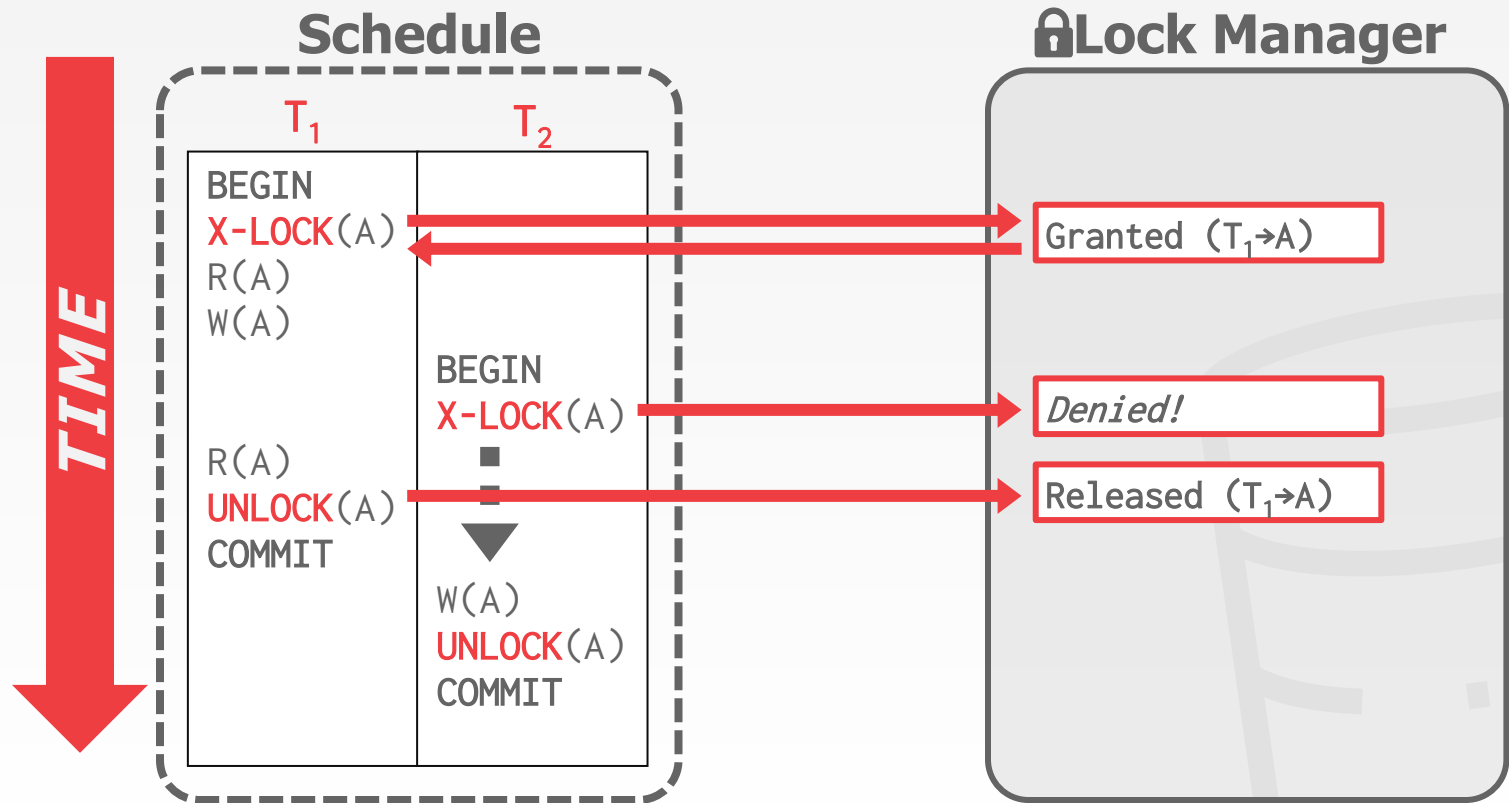 Schedule
Lock Manager
TIME
T₁
T₂
BEGIN
X-LOCK(A)
Granted (T₁→A)
R(A)
W(A)
BEGIN
X-LOCK(A)
Denied!
R(A)
UNLOCK(A)
Released (T₁→A)
COMMIT
W(A)
UNLOCK(A)
COMMIT